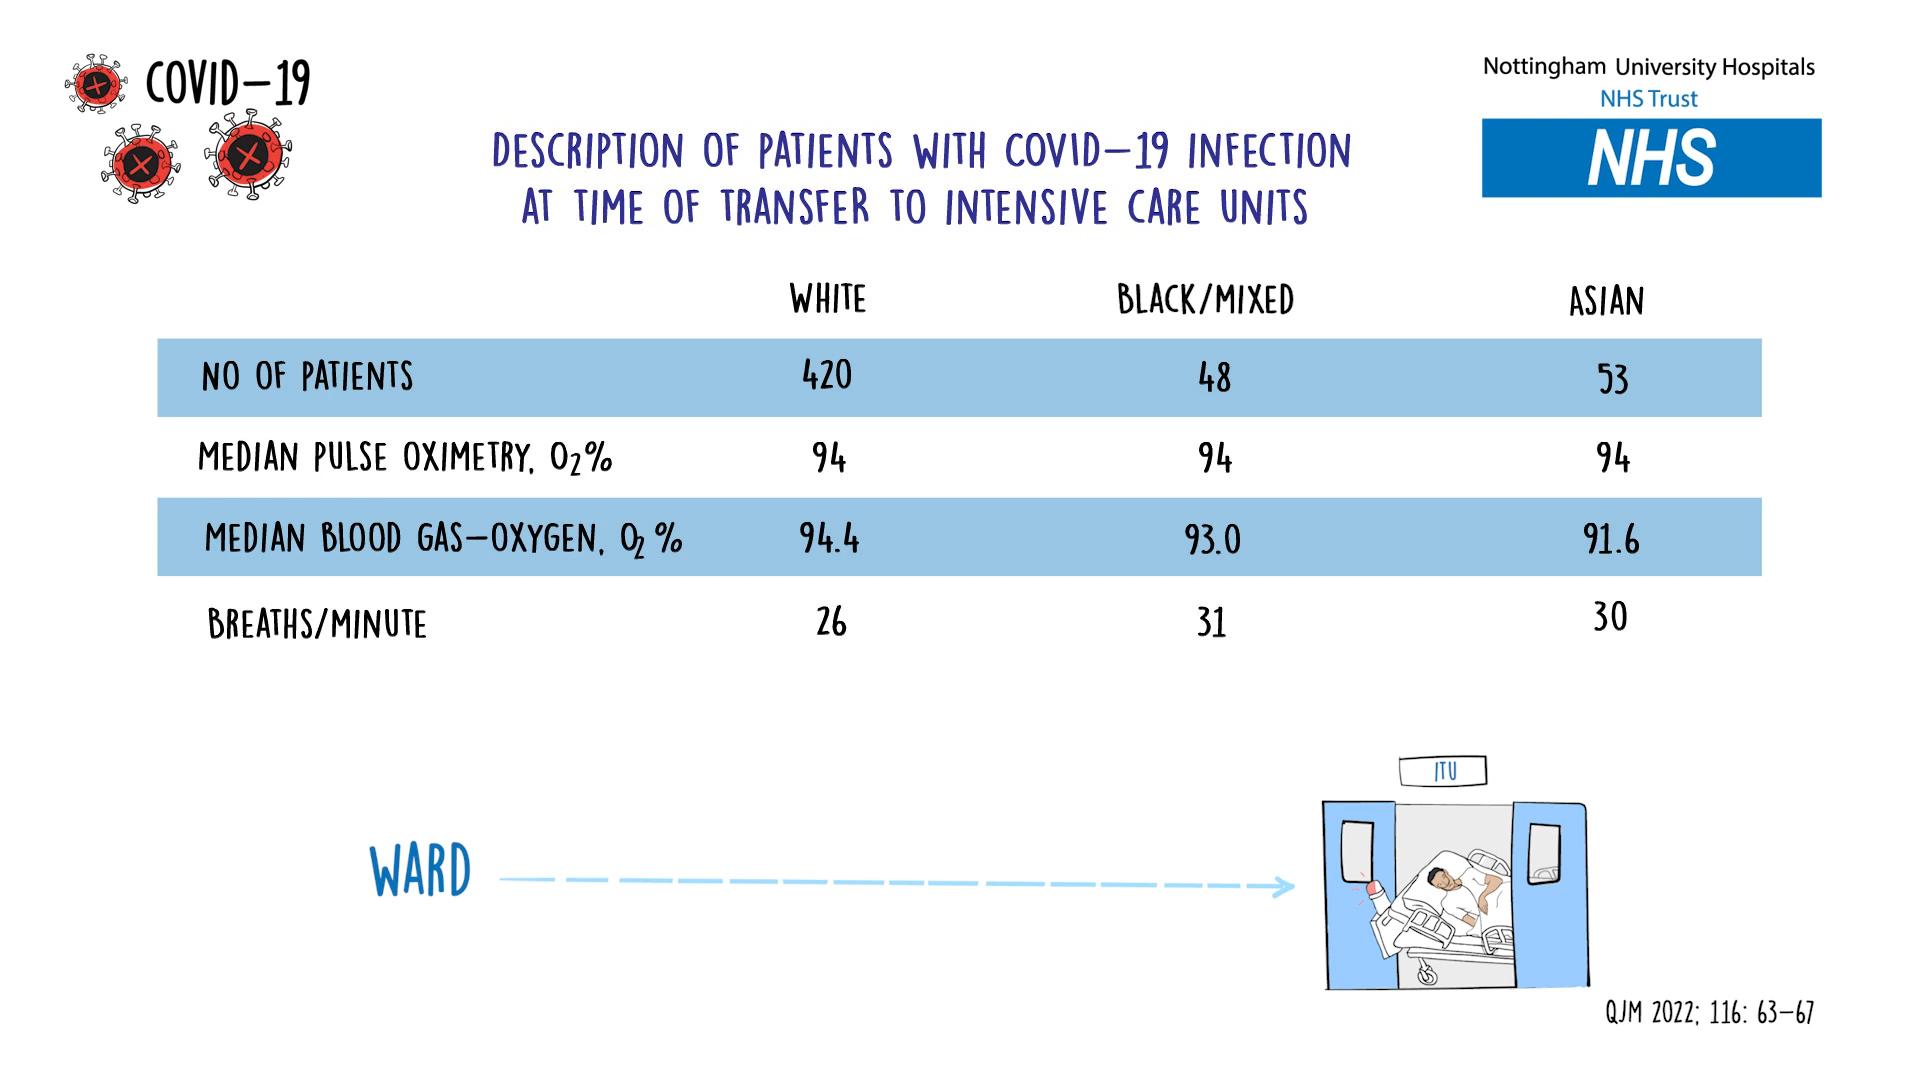 COVID-19
Nottingham University Hospitals
NHS Trust
NHS
DESCRIPTION OF PATIENTS WITH COVID-19 INFECTION
AT TIME OF TRANSFER TO INTENSIVE CARE UNITS
WHITE BLACK/MIXED ASIAN
NO OF PATIENTS 420 48 53
MEDIAN PULSE OXIMETRY, O2% 94 94 94
MEDIAN BLOOD GAS-OXYGEN, O2 % 94.4 93.0 91.6
BREATHS/MINUTE 26 31 30
ITU
WARD
QJM 2022; 116: 63-67